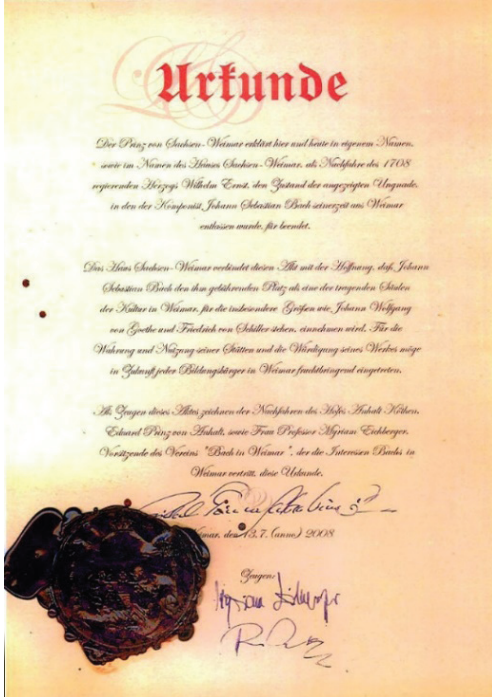 Urkunde
Der Prinz von Sachsen-Weimar erklärt hier und heute in eigenem Namen,
sowie im Namen des Hauses Sachsen-Weimar, als Nachfahre des 1708
regierenden Herzogs Wilhelm Ernst, den Zustand der angezeigten Ungnade,
in den der Komponist Johann Sebastian Bach seinerzeit aus Weimar
entlassen wurde, für beendet.
Das Haus Sachsen-Weimar verbindet diesen Akt mit der Hoffnung, daß Johann
Sebastian Bach den ihm gebührenden Platz als eine der tragenden Säulen
der Kultur in Weimar, für die insbesondere Größen wie Johann Wolfgang
von Goethe und Friedrich von Schiller stehen, einnehmen wird. Für die
Wahrung und Nutzung seiner Stätten und die Würdigung seines Werkes möge
in Zukunft jeder Bildungsbürger in Weimar fruchtbringend eingetreten.
Als Zeugen dieses Aktes zeichnen der Nachfahren des Hofes Anhalt Köthen,
Eduard Prinz von Anhalt, sowie Frau Professor Myriam Eichberger,
Vorsitzende des Vereins "Bach in Weimar", der die Interessen Bachs in
Weimar vertritt, diese Urkunde.
den 13.7. (anno) 2008
Zeugen: